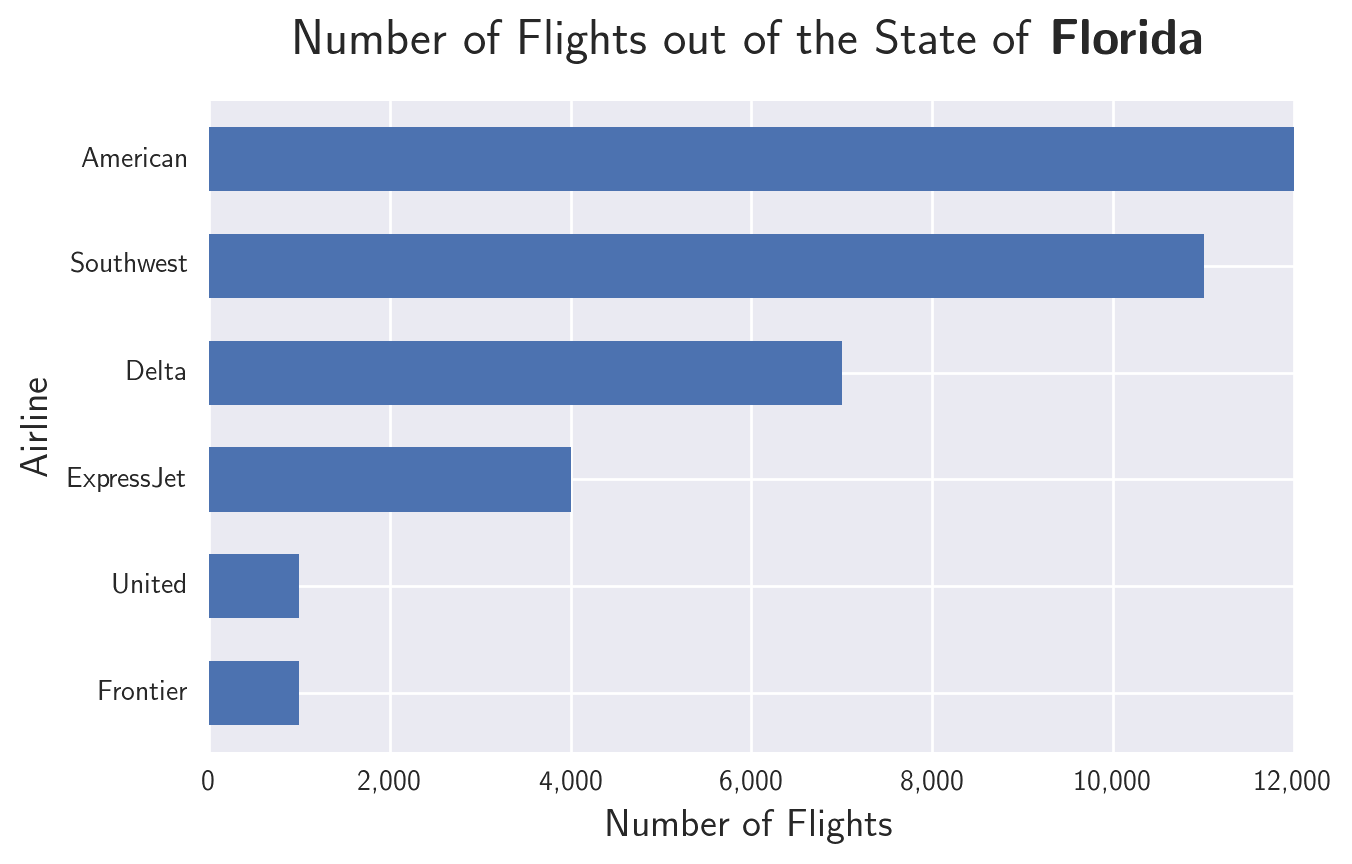 Number of Flights out of the State of Florida
American
Southwest
Delta
ExpressJet
United
Frontier
Airline
0 2,000 4,000 6,000 8,000 10,000 12,000
Number of Flights